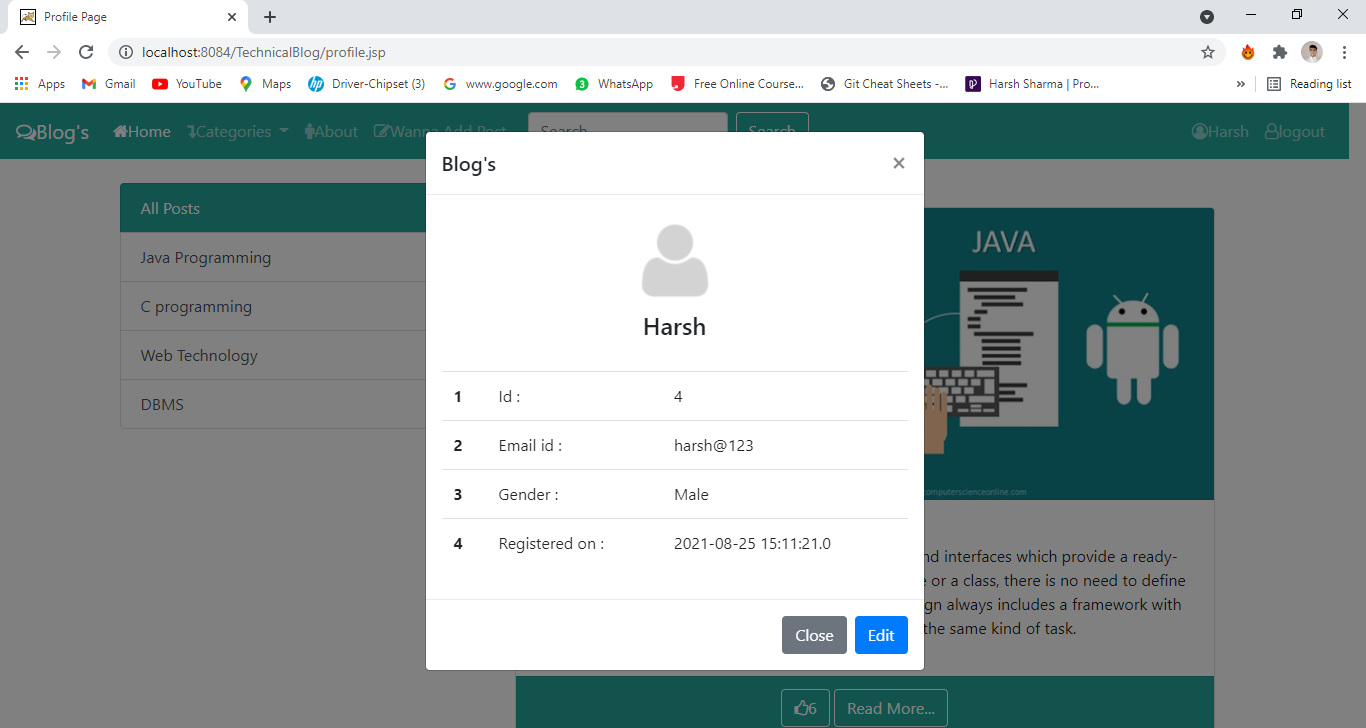 Profile Page
localhost:8084/TechnicalBlog/profile.jsp
Apps Gmail YouTube Maps Driver-Chipset (3) www.google.com WhatsApp Free Online Course... Git Cheat Sheets -... Harsh Sharma | Pro... » Reading list
Blog's Home Categories About Wanna Add Post Search Search Harsh logout
Blog's ×
All Posts
Java Programming
C programming
Web Technology
DBMS
Harsh
1 Id : 4
2 Email id : harsh@123
3 Gender : Male
4 Registered on : 2021-08-25 15:11:21.0
Close Edit
JAVA
computerscienceonline.com
nd interfaces which provide a ready-
e or a class, there is no need to define
gn always includes a framework with
the same kind of task.
6 Read More...